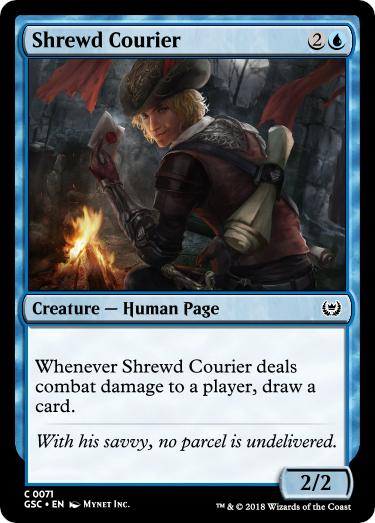 Shrewd Courier 2
Creature — Human Page
Whenever Shrewd Courier deals
combat damage to a player, draw a
card.
With his savvy, no parcel is undelivered.
2/2
C 0071
GSC • EN MYNET INC.
™ & © 2018 Wizards of the Coast